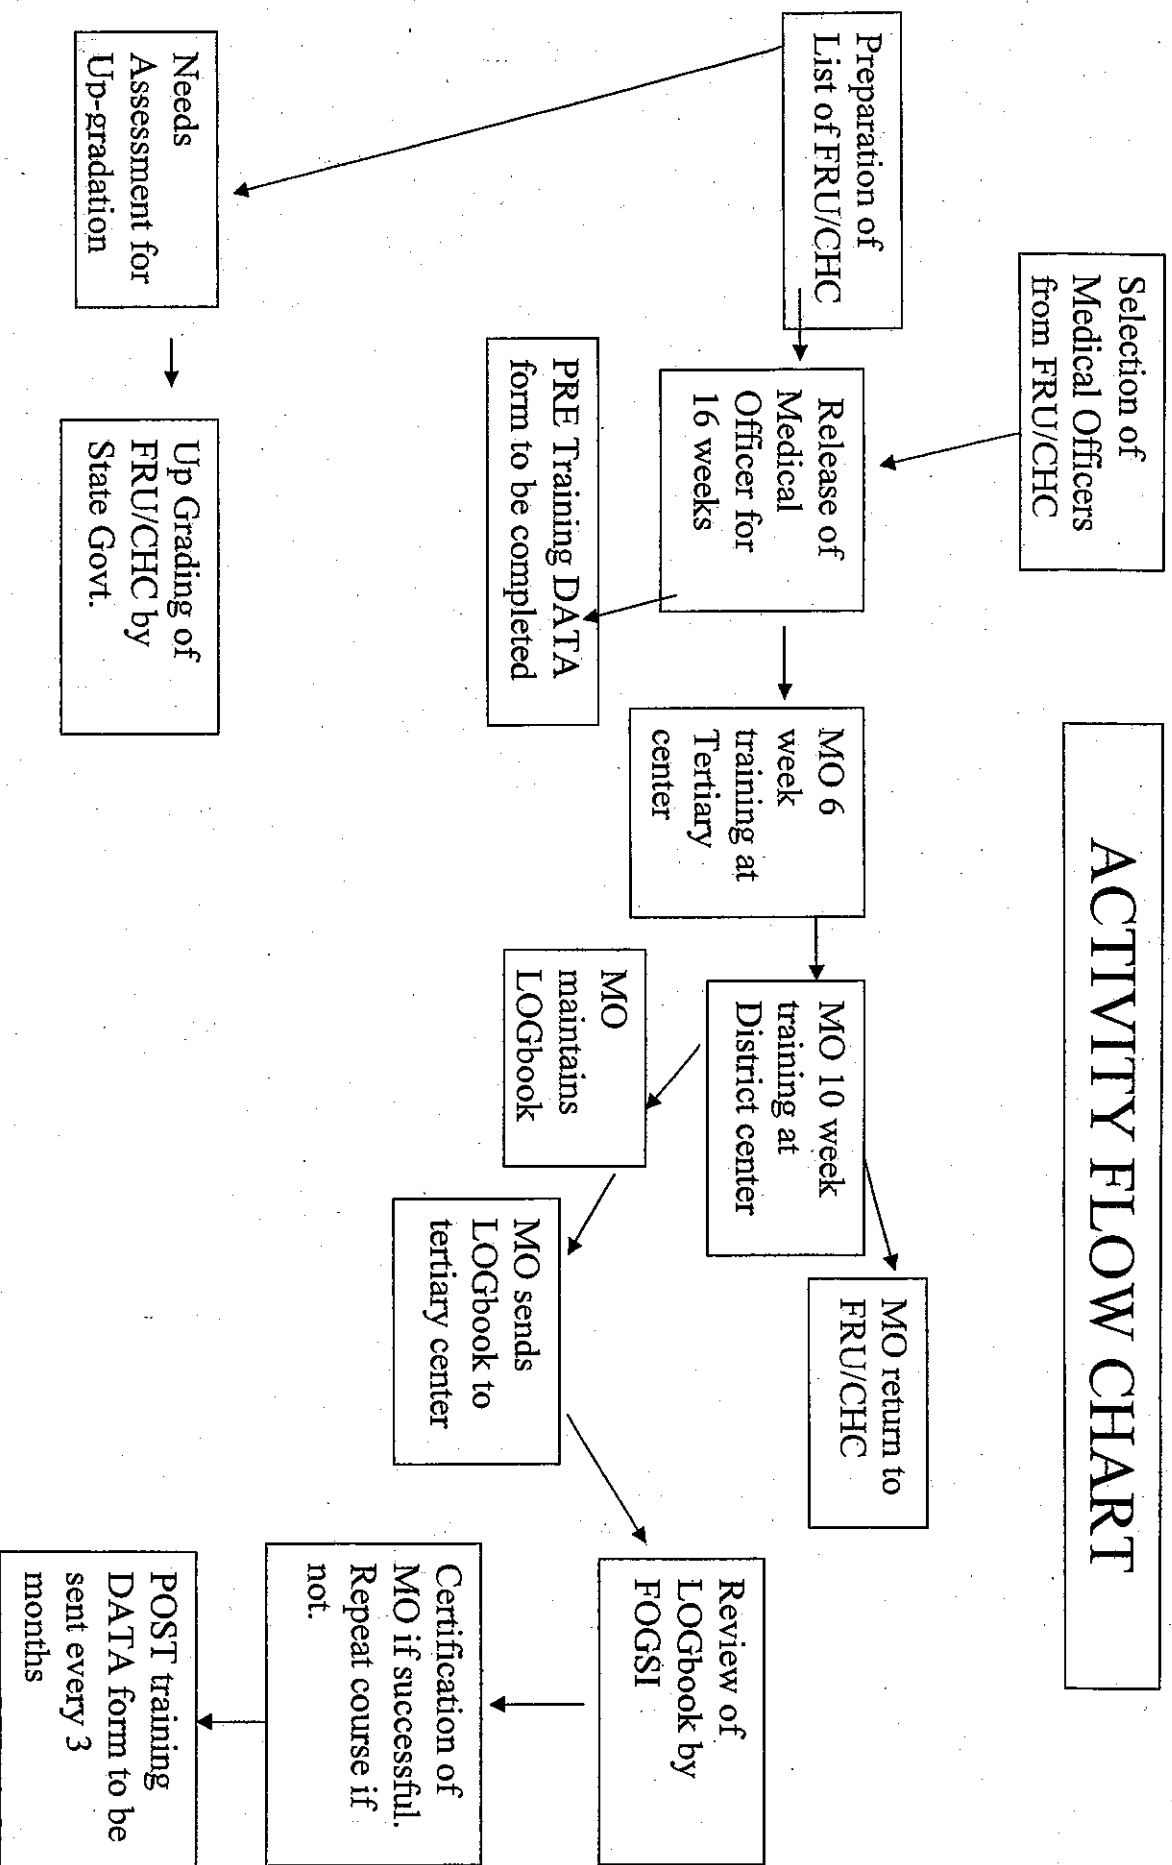 ACTIVITY FLOW CHART
Selection of
Medical Officers
from FRU/CHC
Preparation of
List of FRU/CHC
Release of
Medical
Officer for
16 weeks
PRE Training DATA
form to be completed
MO 6
week
training at
Tertiary
center
MO 10 week
training at
District center
MO return to
FRU/CHC
MO
maintains
LOGbook
MO sends
LOGbook to
tertiary center
Review of
LOGbook by
FOGSI
Certification of
MO if successful.
Repeat course if
not.
POST training
DATA form to be
sent every 3
months
Needs
Assessment for
Up-gradation
Up Grading of
FRU/CHC by
State Govt.